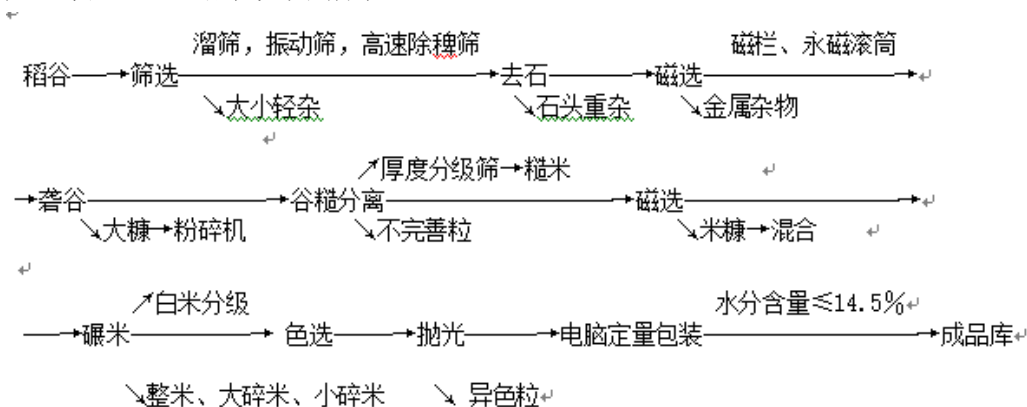 溜筛，振动筛，高速除稗筛 磁栏、永磁滚筒
稻谷——→筛选————————→去石———→磁选——————→
↘大小轻杂 ↘石头重杂 ↘金属杂物
↗厚度分级筛→糙米
→砻谷——————→谷糙分离————————→磁选———————→
↘大糠→粉碎机 ↘不完善粒 ↘米糠→混合
↗白米分级 水分含量≤14.5%
——→碾米————→ 色选———→抛光———→电脑定量包装———————→成品库
↘整米、大碎米、小碎米 ↘ 异色粒